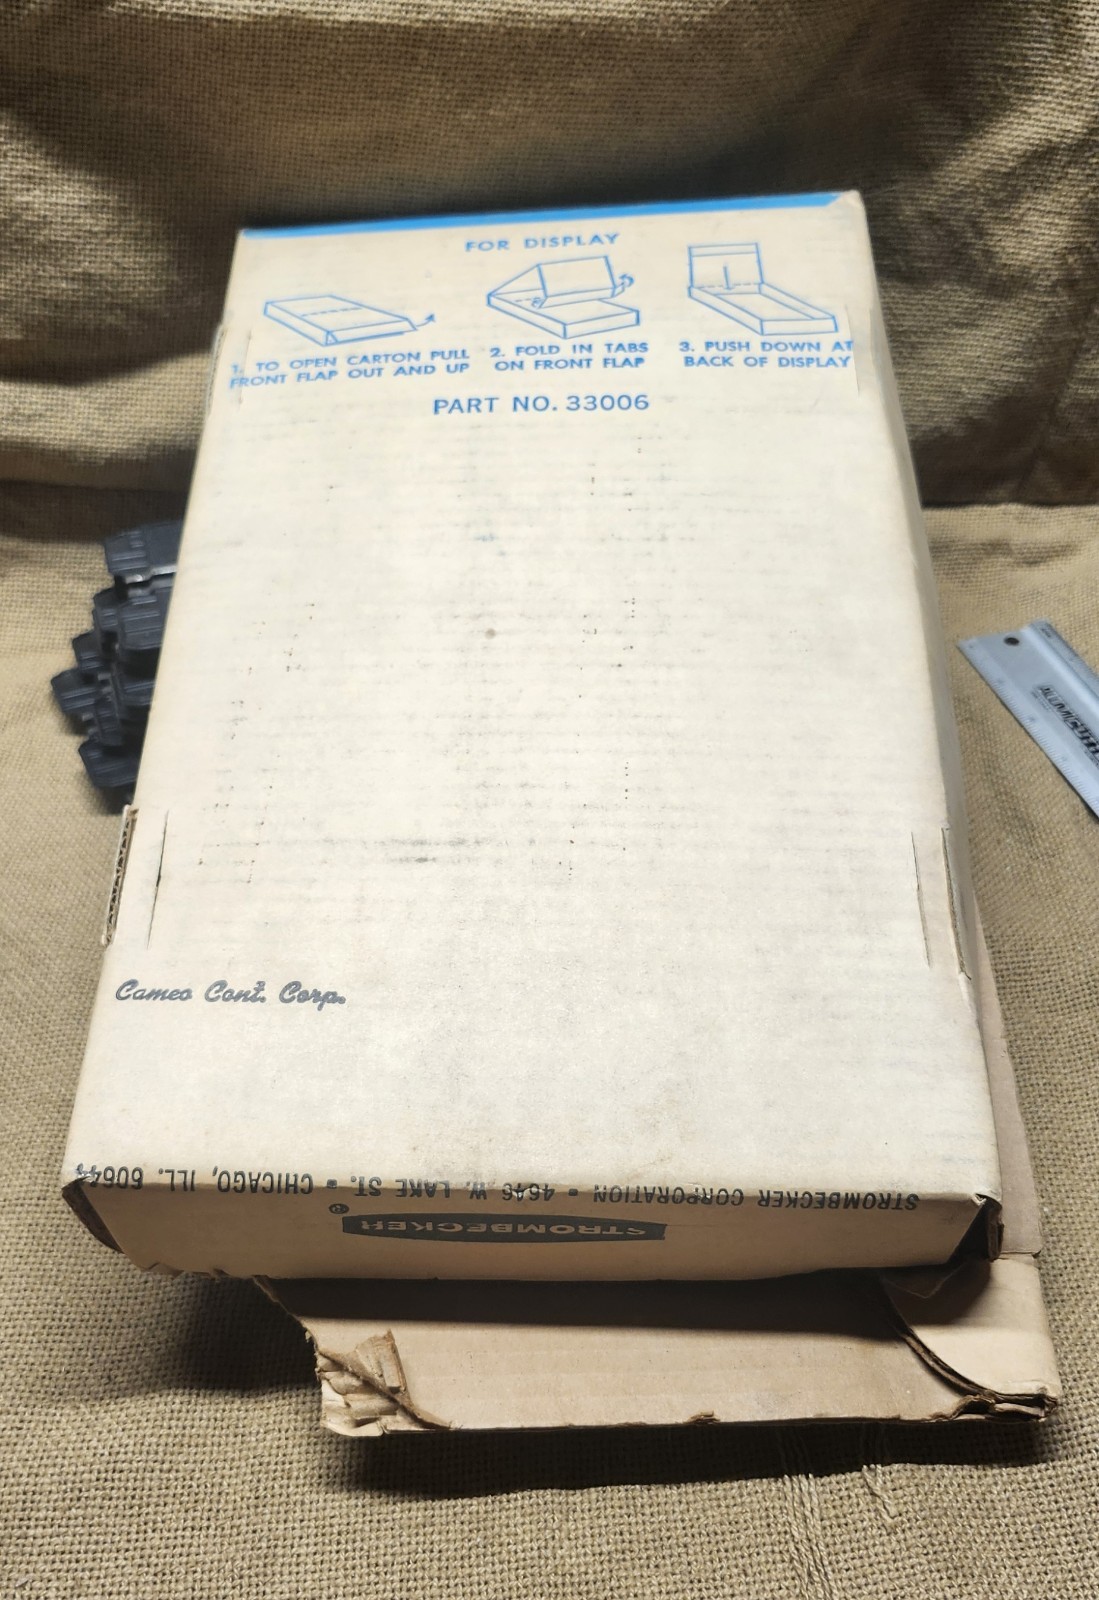 FOR DISPLAY
1. TO OPEN CARTON PULL
FRONT FLAP OUT AND UP
2. FOLD IN TABS
ON FRONT FLAP
3. PUSH DOWN AT
BACK OF DISPLAY
PART NO. 33006
Cameo Cont. Corp.
STROMBECKER CORPORATION • 4646 W. LAKE ST. • CHICAGO, ILL. 60644
STROMBECKER ®